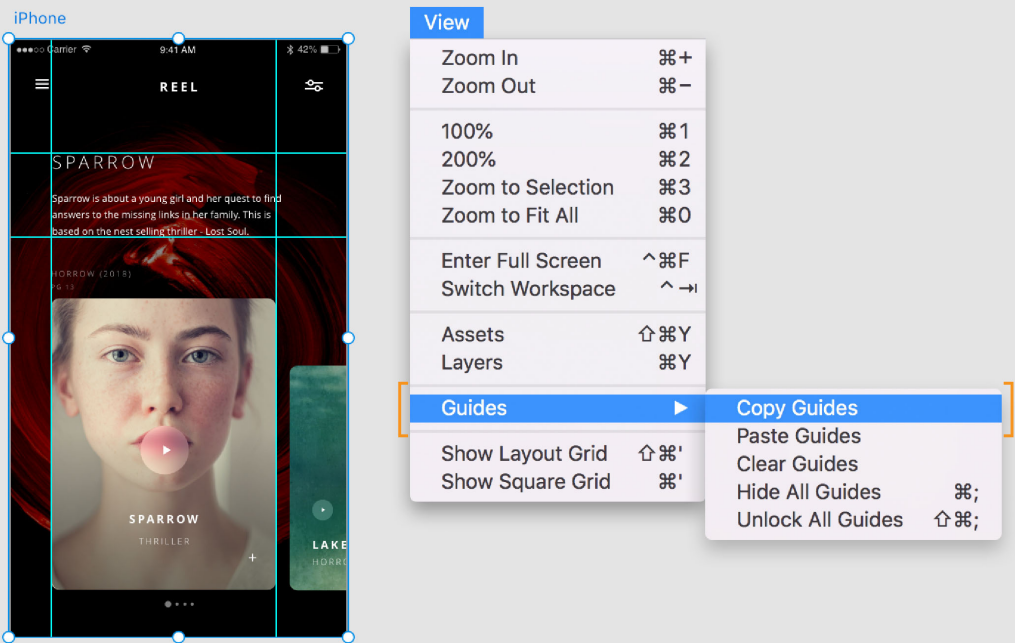 iPhone
Carrier
9:41 AM
42%
REEL
SPARROW
Sparrow is about a young girl and her quest to find
answers to the missing links in her family. This is
based on the nest selling thriller - Lost Soul.
HORROW (2018)
PG 13
SPARROW
THRILLER
+
LAKE
HORRO
View
Zoom In ⌘+
Zoom Out ⌘−
100% ⌘1
200% ⌘2
Zoom to Selection ⌘3
Zoom to Fit All ⌘0
Enter Full Screen ^⌘F
Switch Workspace ^⇥
Assets ⇧⌘Y
Layers ⌘Y
Guides ▶
Show Layout Grid ⇧⌘'
Show Square Grid ⌘'
Copy Guides
Paste Guides
Clear Guides
Hide All Guides ⌘;
Unlock All Guides ⇧⌘;